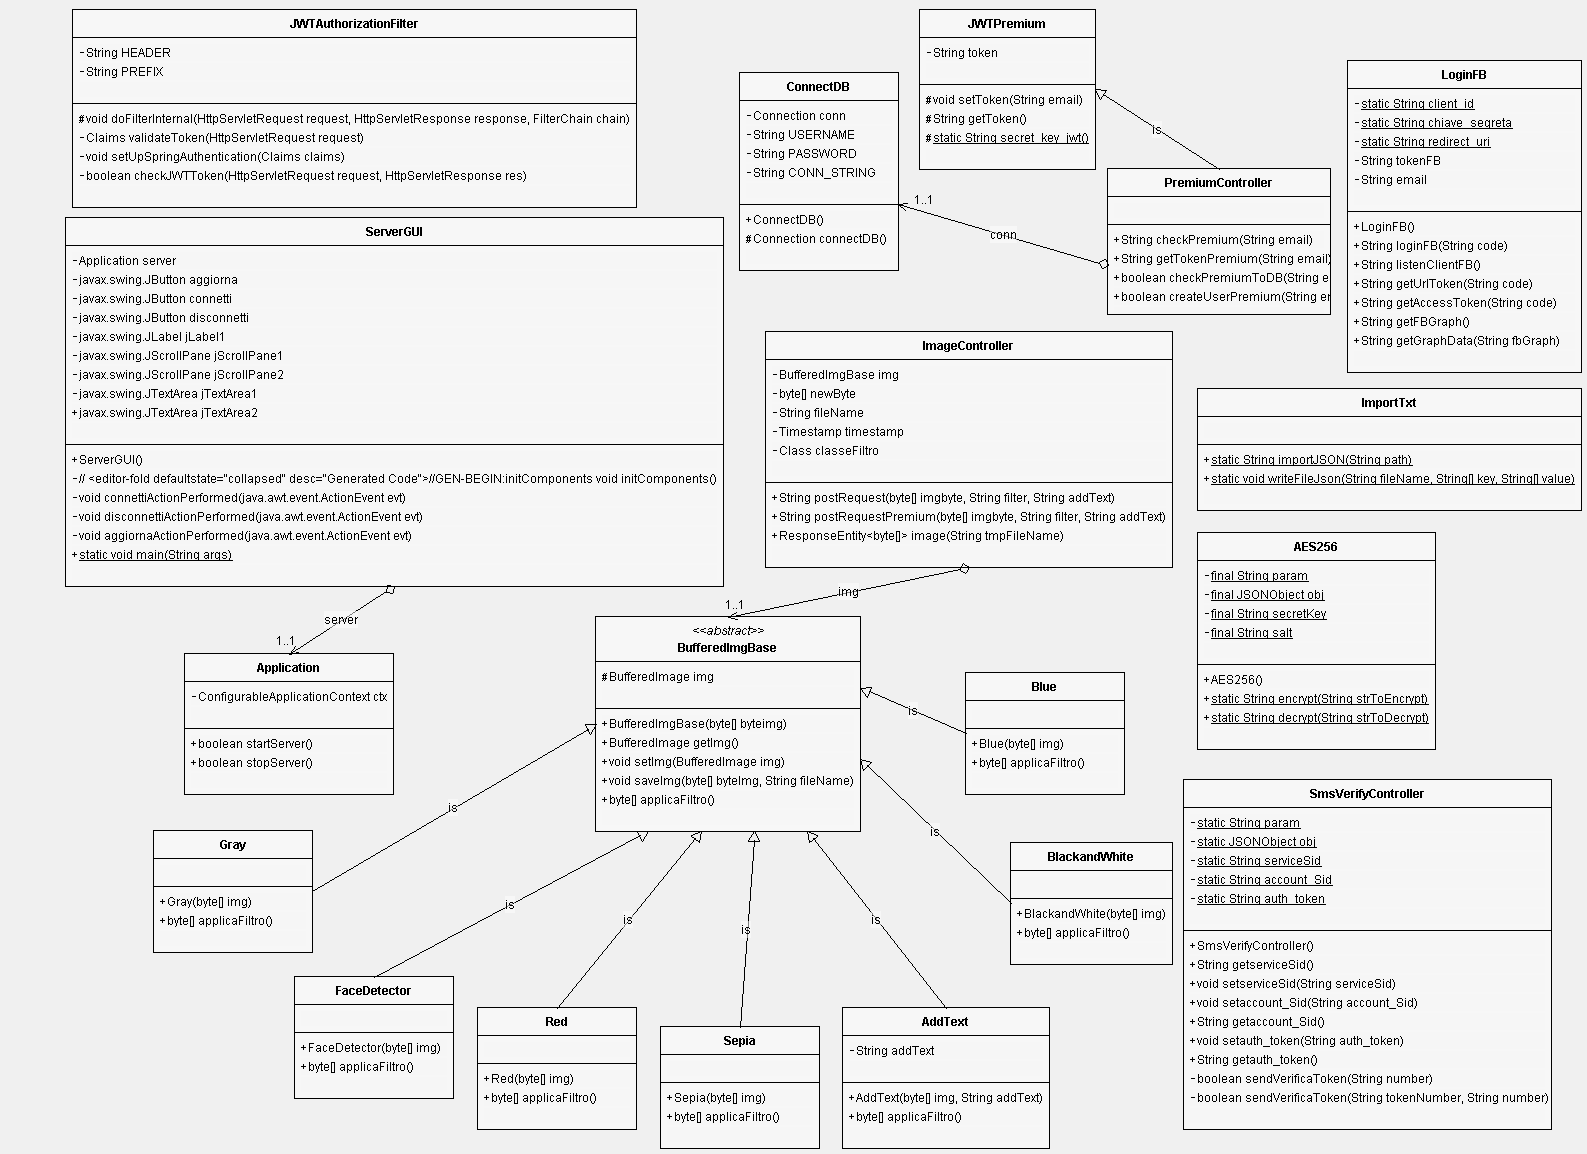 JWTAuthorizationFilter
-String HEADER
-String PREFIX
#void doFilterInternal(HttpServletRequest request, HttpServletResponse response, FilterChain chain)
-Claims validateToken(HttpServletRequest request)
-void setUpSpringAuthentication(Claims claims)
-boolean checkJWTToken(HttpServletRequest request, HttpServletResponse res)
ConnectDB
-Connection conn
-String USERNAME
-String PASSWORD
-String CONN_STRING
+ConnectDB()
#Connection connectDB()
JWTPremium
-String token
#void setToken(String email)
#String getToken()
#static String secret_key_jwt()
is
1..1
conn
PremiumController
+String checkPremium(String email)
+String getTokenPremium(String email)
+boolean checkPremiumToDB(String e
+boolean createUserPremium(String er
LoginFB
-static String client_id
-static String chiave_segreta
-static String redirect_uri
-String tokenFB
-String email
+LoginFB()
+String loginFB(String code)
+String listenClientFB()
+String getUrlToken(String code)
+String getAccessToken(String code)
+String getFBGraph()
+String getGraphData(String fbGraph)
ServerGUI
-Application server
-javax.swing.JButton aggiorna
-javax.swing.JButton connetti
-javax.swing.JButton disconnetti
-javax.swing.JLabel jLabel1
-javax.swing.JScrollPane jScrollPane1
-javax.swing.JScrollPane jScrollPane2
-javax.swing.JTextArea jTextArea1
+javax.swing.JTextArea jTextArea2
+ServerGUI()
-// <editor-fold defaultstate="collapsed" desc="Generated Code">//GEN-BEGIN:initComponents void initComponents()
-void connettiActionPerformed(java.awt.event.ActionEvent evt)
-void disconnettiActionPerformed(java.awt.event.ActionEvent evt)
-void aggiornaActionPerformed(java.awt.event.ActionEvent evt)
+static void main(String args)
ImageController
-BufferedImgBase img
-byte[] newByte
-String fileName
-Timestamp timestamp
-Class classeFiltro
+String postRequest(byte[] imgbyte, String filter, String addText)
+String postRequestPremium(byte[] imgbyte, String filter, String addText)
+ResponseEntity<byte[]> image(String tmpFileName)
ImportTxt
+static String importJSON(String path)
+static void writeFileJson(String fileName, String[] key, String[] value)
AES256
-final String param
-final JSONObject obj
-final String secretKey
-final String salt
+AES256()
+static String encrypt(String strToEncrypt)
+static String decrypt(String strToDecrypt)
server
1..1
img
1..1
Application
-ConfigurableApplicationContext ctx
+boolean startServer()
+boolean stopServer()
<<abstract>>
BufferedImgBase
#BufferedImage img
+BufferedImgBase(byte[] byteimg)
+BufferedImage getImg()
+void setImg(BufferedImage img)
+void saveImg(byte[] byteImg, String fileName)
+byte[] applicaFiltro()
is
Blue
+Blue(byte[] img)
+byte[] applicaFiltro()
is
is
Gray
+Gray(byte[] img)
+byte[] applicaFiltro()
BlackandWhite
+BlackandWhite(byte[] img)
+byte[] applicaFiltro()
is
is
is
is
SmsVerifyController
-static String param
-static JSONObject obj
-static String serviceSid
-static String account_Sid
-static String auth_token
+SmsVerifyController()
+String getserviceSid()
+void setserviceSid(String serviceSid)
+void setaccount_Sid(String account_Sid)
+String getaccount_Sid()
+void setauth_token(String auth_token)
+String getauth_token()
-boolean sendVerificaToken(String number)
-boolean sendVerificaToken(String tokenNumber, String number)
FaceDetector
+FaceDetector(byte[] img)
+byte[] applicaFiltro()
Red
+Red(byte[] img)
+byte[] applicaFiltro()
Sepia
+Sepia(byte[] img)
+byte[] applicaFiltro()
AddText
-String addText
+AddText(byte[] img, String addText)
+byte[] applicaFiltro()